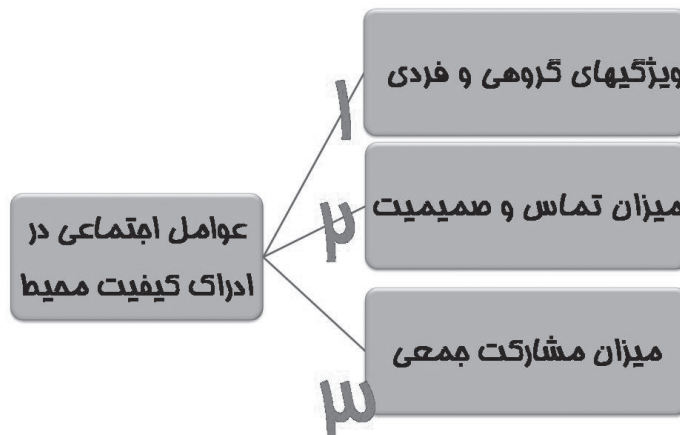 عوامل اجتماعی در
ادراک کیفیت محیط
۱
ویژگیهای گروهی و فردی
۲
میزان تماس و صمیمیت
۳
میزان مشارکت جمعی